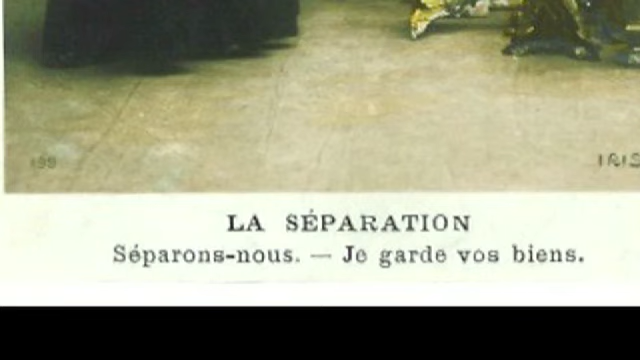 199
IRIS
LA SÉPARATION
Séparons-nous. — Je garde vos biens.